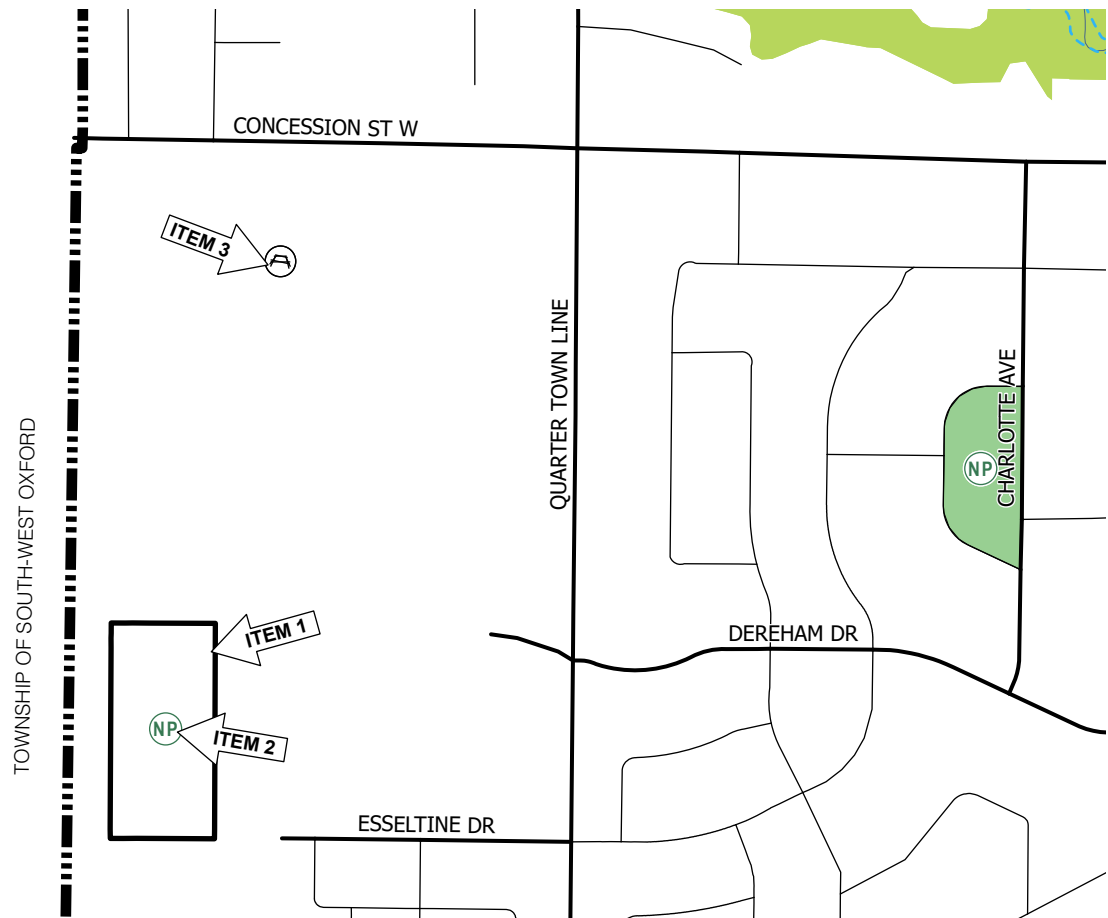 CONCESSION ST W
ITEM 3
QUARTER TOWN LINE
CHARLOTTE AVE
NP
TOWNSHIP OF SOUTH-WEST OXFORD
ITEM 1
DEREHAM DR
NP
ITEM 2
ESSELTINE DR